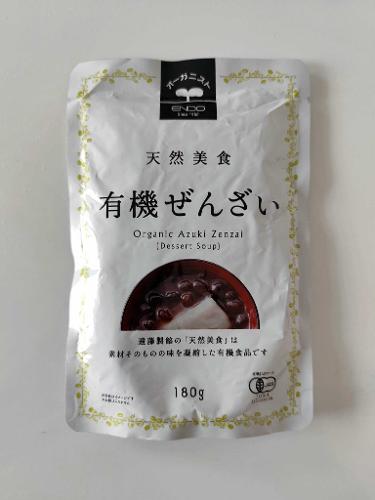 オーガニスト
ENDO
天然美食
有機ぜんざい
Organic Azuki Zenzai
(Dessert Soup)
遠藤製餡の「天然美食」は
素材そのものの味を凝醇した有機食品です
180g
JAS